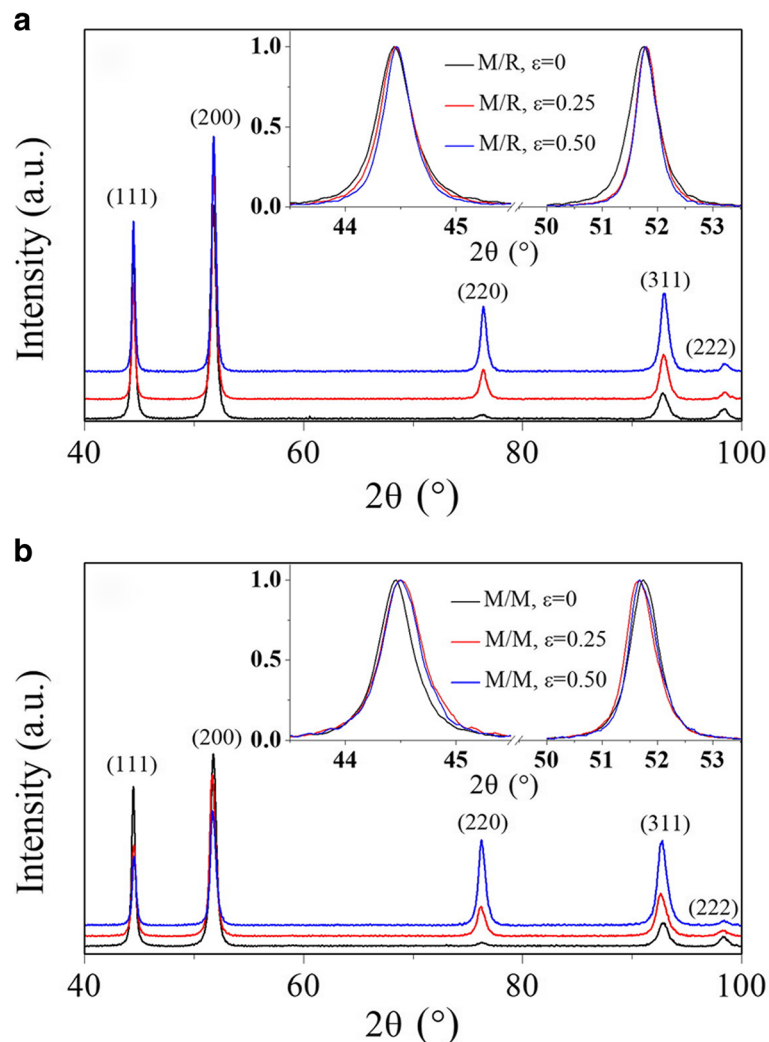 a
Intensity (a.u.)
(111)
(200)
(220)
(311)
(222)
40
60
80
100
2θ (°)
1.0
0.5
0.0
44
45
50
51
52
53
2θ (°)
M/R, ε=0
M/R, ε=0.25
M/R, ε=0.50
b
Intensity (a.u.)
(111)
(200)
(220)
(311)
(222)
40
60
80
100
2θ (°)
1.0
0.5
0.0
44
45
50
51
52
53
2θ (°)
M/M, ε=0
M/M, ε=0.25
M/M, ε=0.50